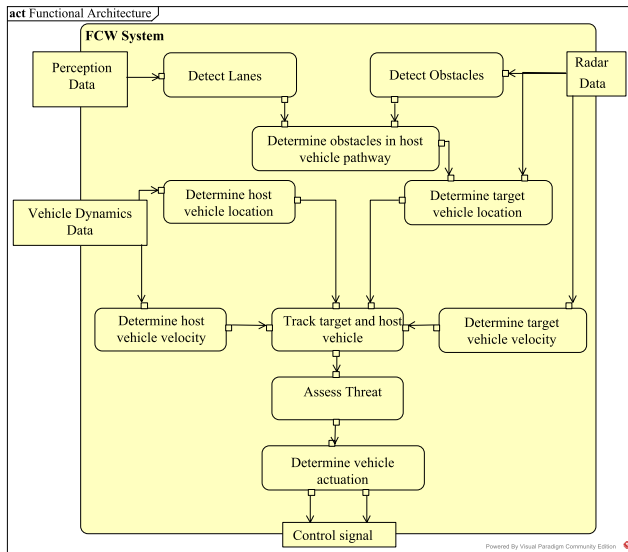 act Functional Architecture
FCW System
Perception
Data
Detect Lanes
Detect Obstacles
Radar
Data
Determine obstacles in host
vehicle pathway
Determine host
vehicle location
Determine target
vehicle location
Vehicle Dynamics
Data
Determine host
vehicle velocity
Track target and host
vehicle
Determine target
vehicle velocity
Assess Threat
Determine vehicle
actuation
Control signal
Powered By Visual Paradigm Community Edition